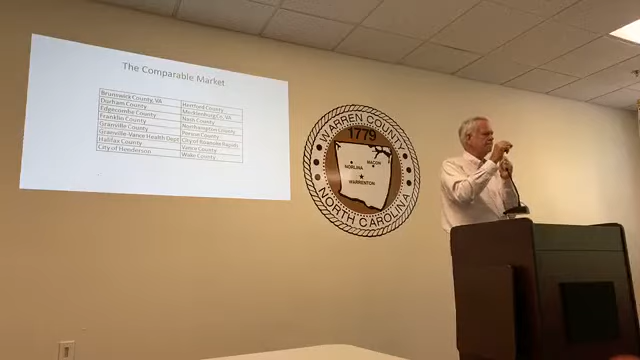 The Comparable Market
Brunswick County, VA
Hertford County
Durham County
Mecklenburg Co, VA
Edgecombe County
Nash County
Franklin County
Northampton County
Granville County
Person County
Granville-Vance Health Dept
City of Roanoke Rapids
Halifax County
Vance County
City of Henderson
Wake County
WARREN COUNTY
1779
NORLINA
MACON
WARRENTON
NORTH CAROLINA